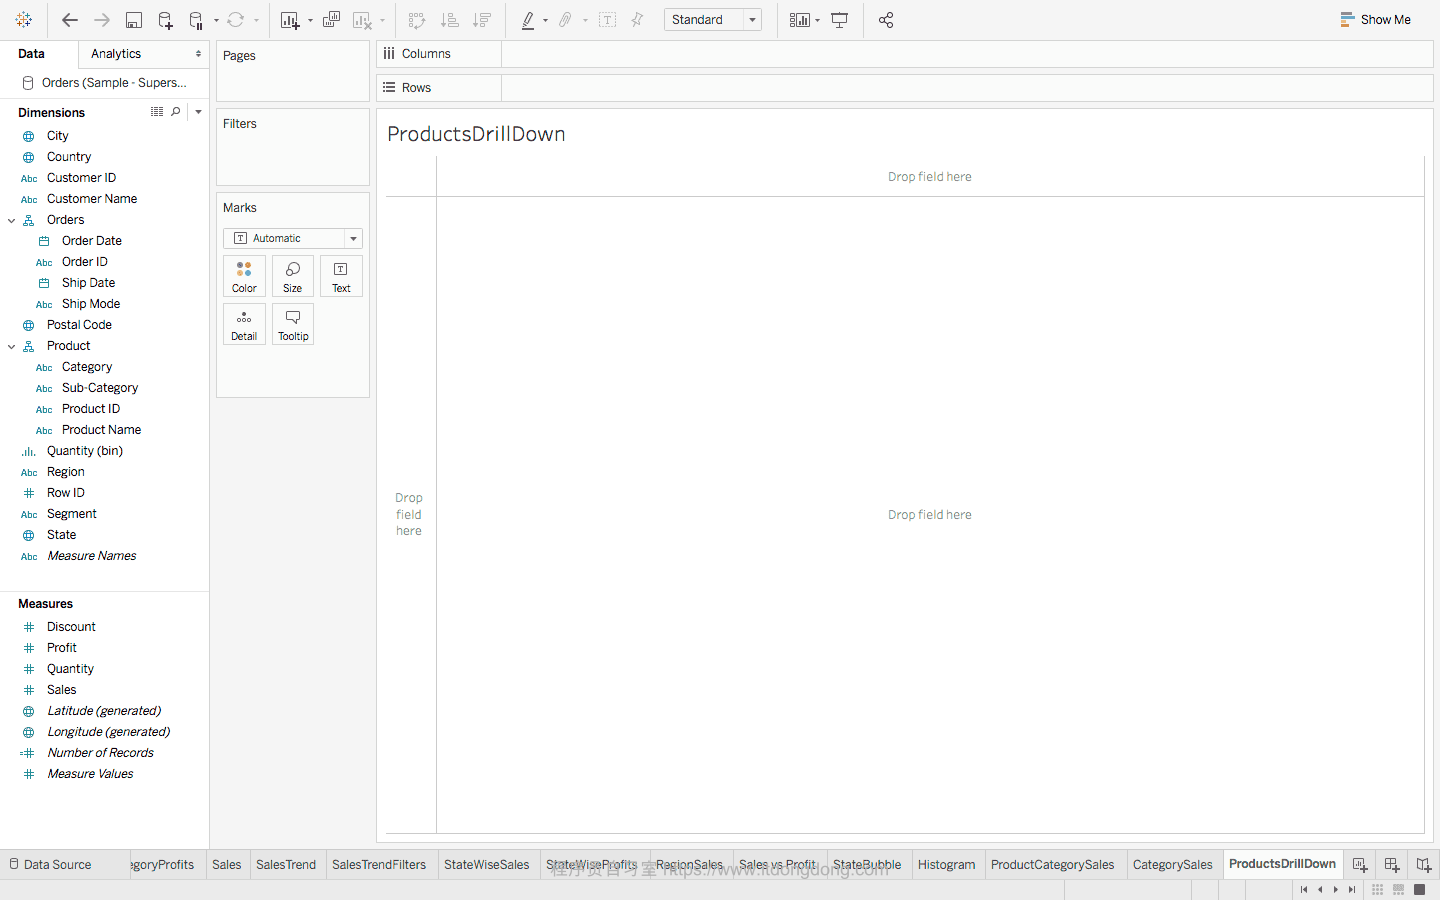 Standard
Show Me
Data
Analytics
Pages
Columns
Orders (Sample - Supers...
Rows
Dimensions
Filters
ProductsDrillDown
City
Country
Abc Customer ID
Abc Customer Name
Orders
Order Date
Abc Order ID
Ship Date
Abc Ship Mode
Postal Code
Product
Abc Category
Abc Sub-Category
Abc Product ID
Abc Product Name
Quantity (bin)
Abc Region
Row ID
Abc Segment
State
Abc Measure Names
Measures
Discount
Profit
Quantity
Sales
Latitude (generated)
Longitude (generated)
Number of Records
Measure Values
Marks
Automatic
Color
Size
Text
Detail
Tooltip
Drop field here
Drop
field
here
Drop field here
Data Source
egoryProfits
Sales
SalesTrend
SalesTrendFilters
StateWiseSales
StateWiseProfits
RegionSales
Sales vs Profit
StateBubble
Histogram
ProductCategorySales
CategorySales
ProductsDrillDown
程序员自习室 https://www.itdongdong.com